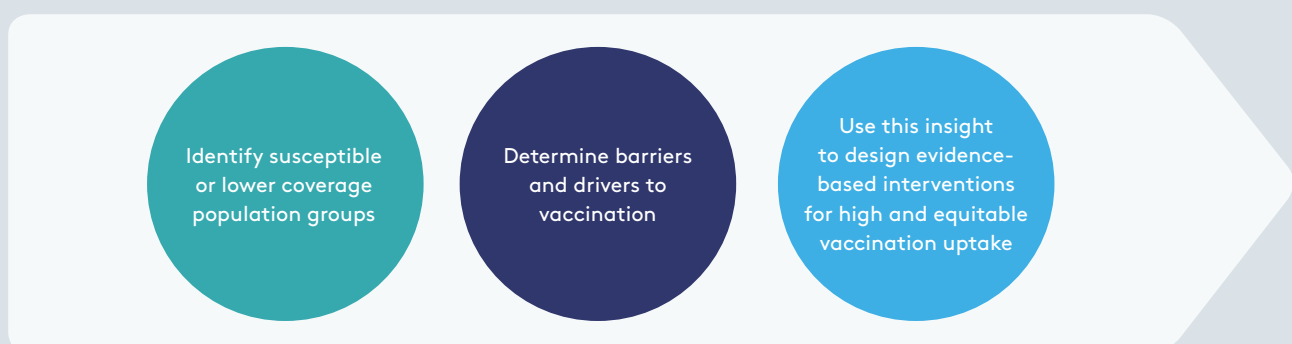 Identify susceptible
or lower coverage
population groups
Determine barriers
and drivers to
vaccination
Use this insight
to design evidence-
based interventions
for high and equitable
vaccination uptake